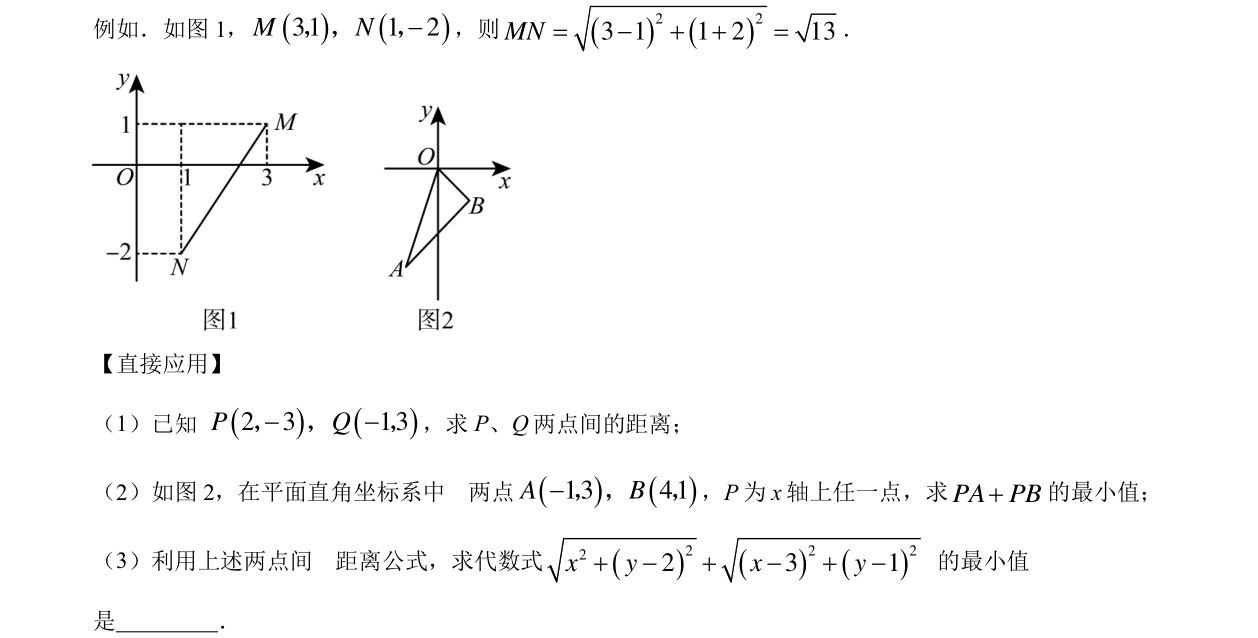 例如．如图 1，M(3,1)，N(1,−2)，则 MN = √((3−1)²+(1+2)²) = √13．
y
1
M
O
1
3
x
−2
N
图1
y
O
x
B
A
图2
【直接应用】
（1）已知 P(2,−3)，Q(−1,3)，求 P、Q 两点间的距离；
（2）如图 2，在平面直角坐标系中 两点 A(−1,3)，B(4,1)，P 为 x 轴上任一点，求 PA+PB 的最小值；
（3）利用上述两点间 距离公式，求代数式 √(x²+(y−2)²) + √((x−3)²+(y−1)²) 的最小值
是________．